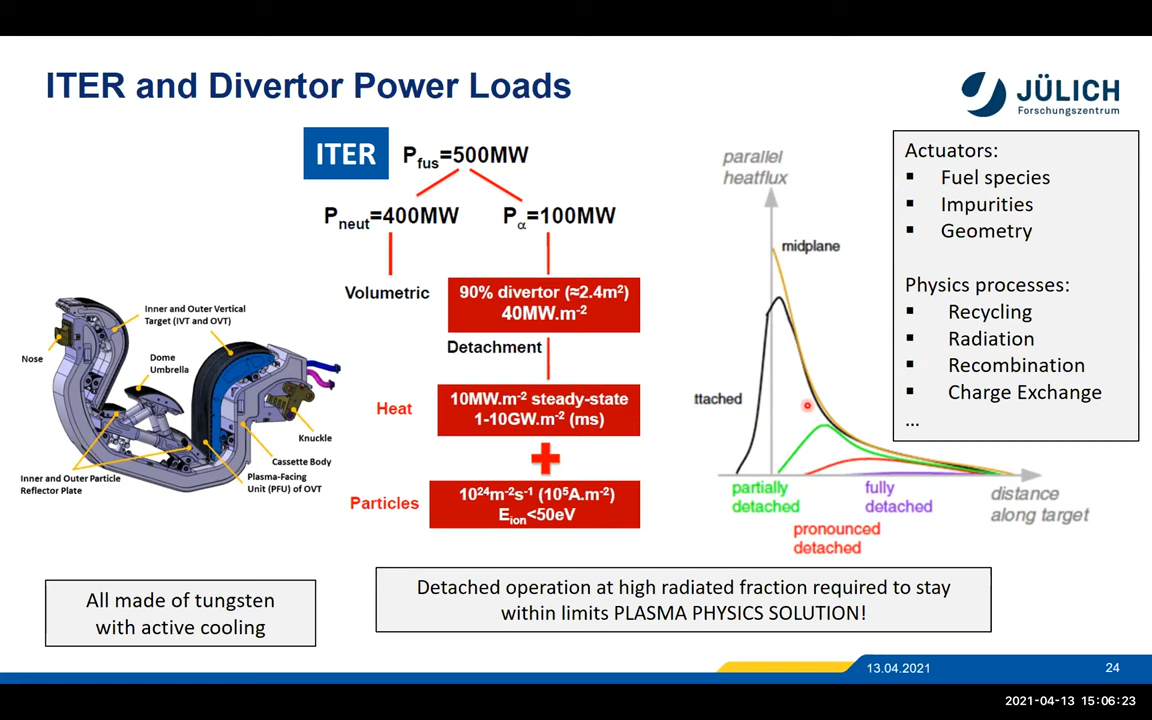 ITER and Divertor Power Loads
JÜLICH
Forschungszentrum
ITER
Pfus=500MW
Pneut=400MW
Pα=100MW
Volumetric
90% divertor (≈2.4m²)
40MW.m⁻²
Detachment
Heat
10MW.m⁻² steady-state
1-10GW.m⁻² (ms)
Particles
10²⁴m⁻²s⁻¹ (10⁵A.m⁻²)
Eion<50eV
Inner and Outer Vertical
Target (IVT and OVT)
Nose
Dome
Umbrella
Knuckle
Cassette Body
Inner and Outer Particle
Reflector Plate
Plasma-Facing
Unit (PFU) of OVT
parallel
heatflux
midplane
ttached
partially
detached
fully
detached
pronounced
detached
distance
along target
Actuators:
▪ Fuel species
▪ Impurities
▪ Geometry
Physics processes:
▪ Recycling
▪ Radiation
▪ Recombination
▪ Charge Exchange
...
All made of tungsten
with active cooling
Detached operation at high radiated fraction required to stay
within limits PLASMA PHYSICS SOLUTION!
13.04.2021
24
2021-04-13 15:06:23